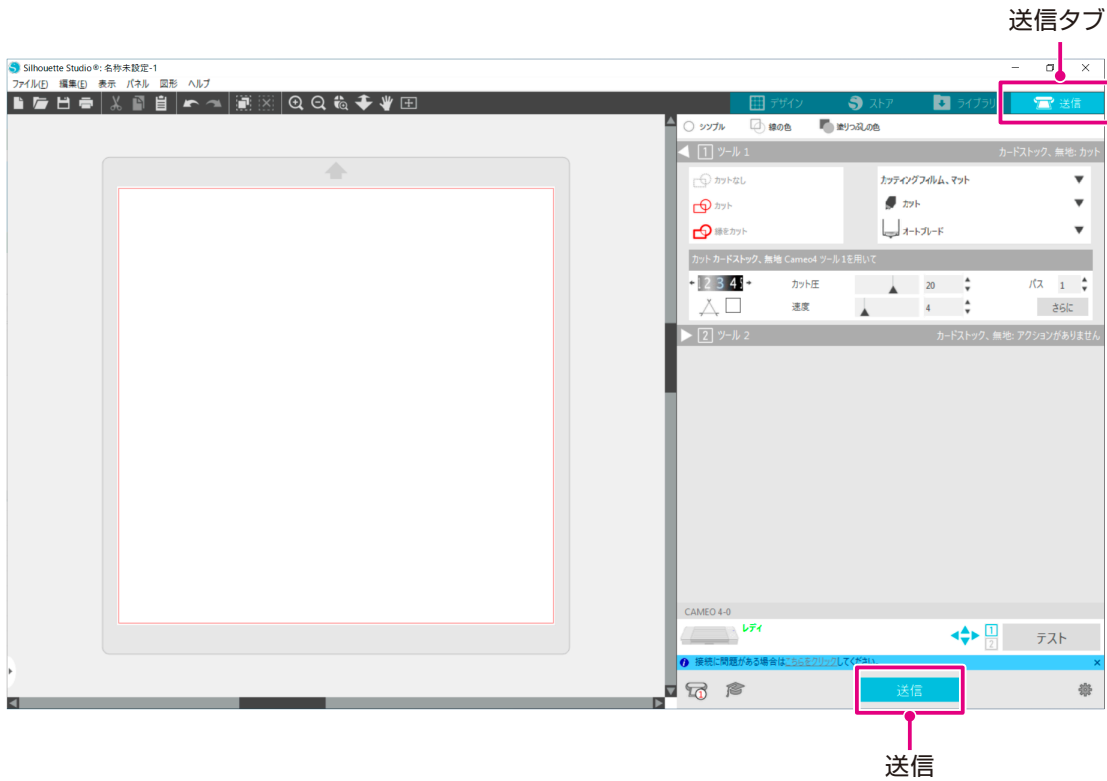 送信タブ
Silhouette Studio®: 名称未設定-1
ファイル(F) 編集(E) 表示 パネル 図形 ヘルプ
デザイン ストア ライブラリ 送信
シンプル 線の色 塗りつぶしの色
1 ツール 1 カードストック、無地: カット
カットなし カッティングフィルム、マット
カット カット
線をカット オートブレード
カット カードストック、無地 Cameo4 ツール 1を用いて
1 2 3 4 5 カット圧 20 パス 1
速度 4 さらに
2 ツール 2 カードストック、無地: アクションがありません
CAMEO 4-0
レディ 1 2 テスト
接続に問題がある場合はこちらをクリックしてください。
1 送信
送信